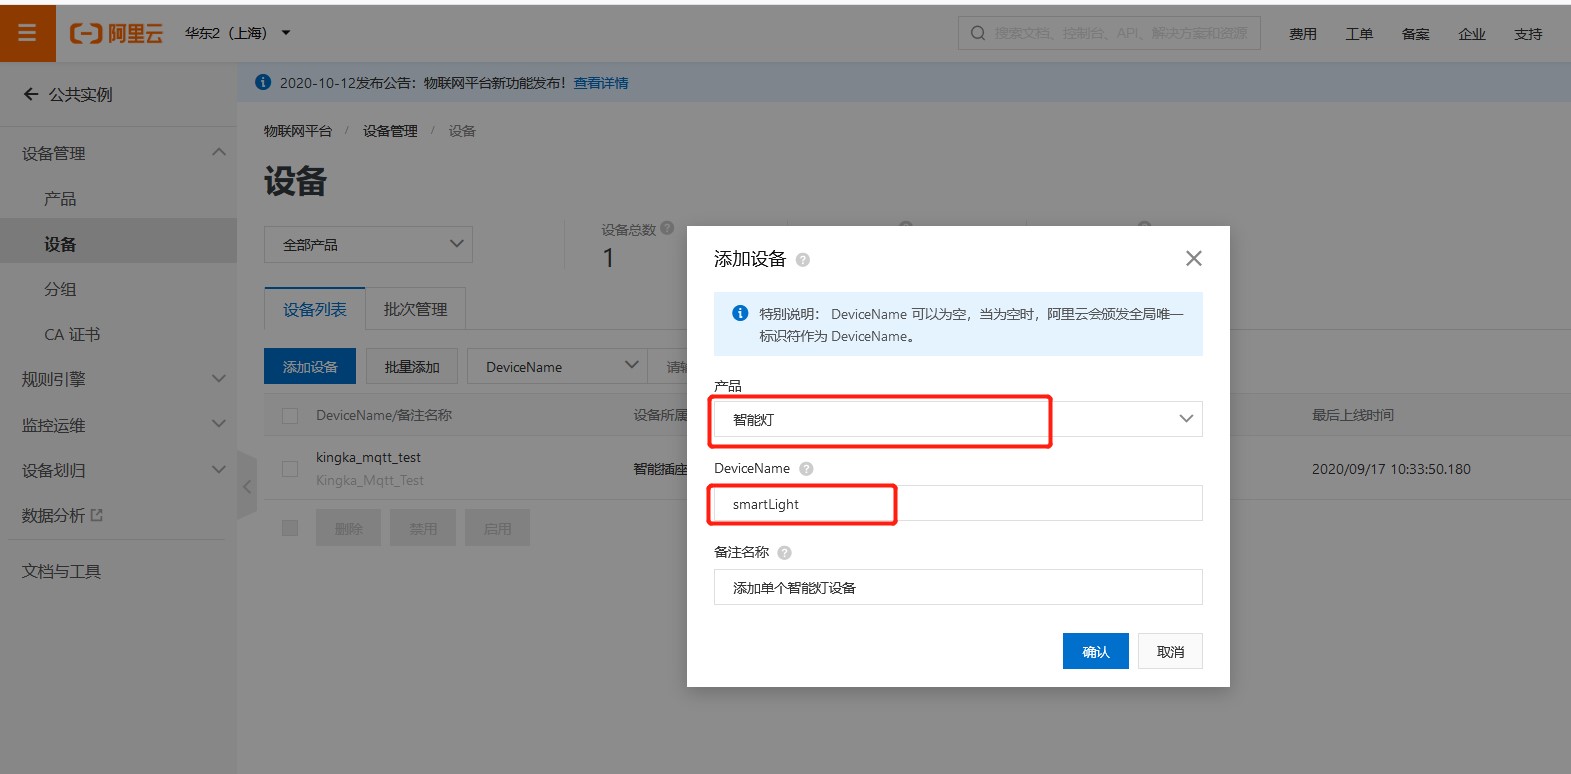 阿里云
华东2（上海）
搜索文档、控制台、API、解决方案和资源
费用
工单
备案
企业
支持
公共实例
设备管理
产品
设备
分组
CA 证书
规则引擎
监控运维
设备划归
数据分析
文档与工具
2020-10-12发布公告：物联网平台新功能发布！查看详情
物联网平台 / 设备管理 / 设备
设备
全部产品
设备总数
1
设备列表
批次管理
添加设备
批量添加
DeviceName
请输
DeviceName/备注名称
设备所属
最后上线时间
kingka_mqtt_test
Kingka_Mqtt_Test
智能插座
2020/09/17 10:33:50.180
删除
禁用
启用
添加设备
特别说明： DeviceName 可以为空，当为空时，阿里云会颁发全局唯一
标识符作为 DeviceName。
产品
智能灯
DeviceName
smartLight
备注名称
添加单个智能灯设备
确认
取消